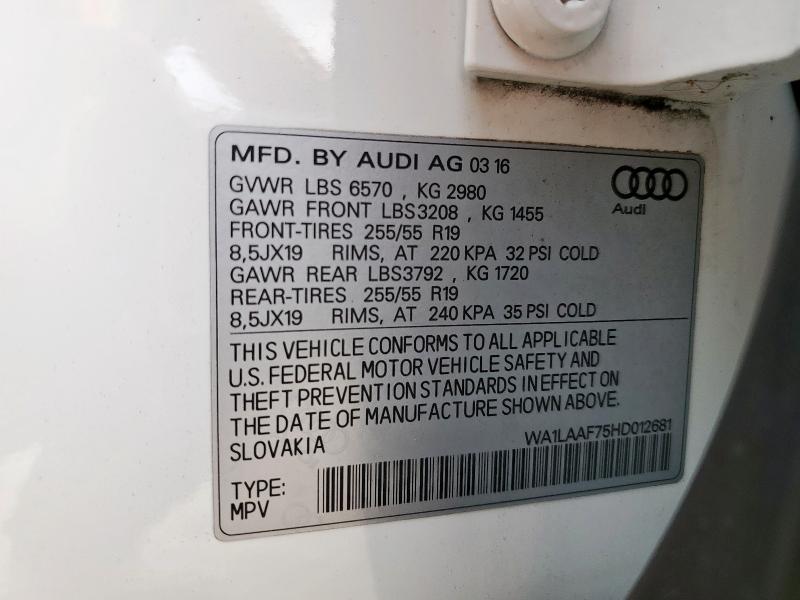 MFD. BY AUDI AG 03 16
GVWR LBS 6570 , KG 2980
GAWR FRONT LBS3208 , KG 1455
FRONT-TIRES 255/55 R19
8,5JX19 RIMS, AT 220 KPA 32 PSI COLD
GAWR REAR LBS3792 , KG 1720
REAR-TIRES 255/55 R19
8,5JX19 RIMS, AT 240 KPA 35 PSI COLD
Audi
THIS VEHICLE CONFORMS TO ALL APPLICABLE
U.S. FEDERAL MOTOR VEHICLE SAFETY AND
THEFT PREVENTION STANDARDS IN EFFECT ON
THE DATE OF MANUFACTURE SHOWN ABOVE.
SLOVAKIA
WA1LAAF75HD012681
TYPE:
MPV